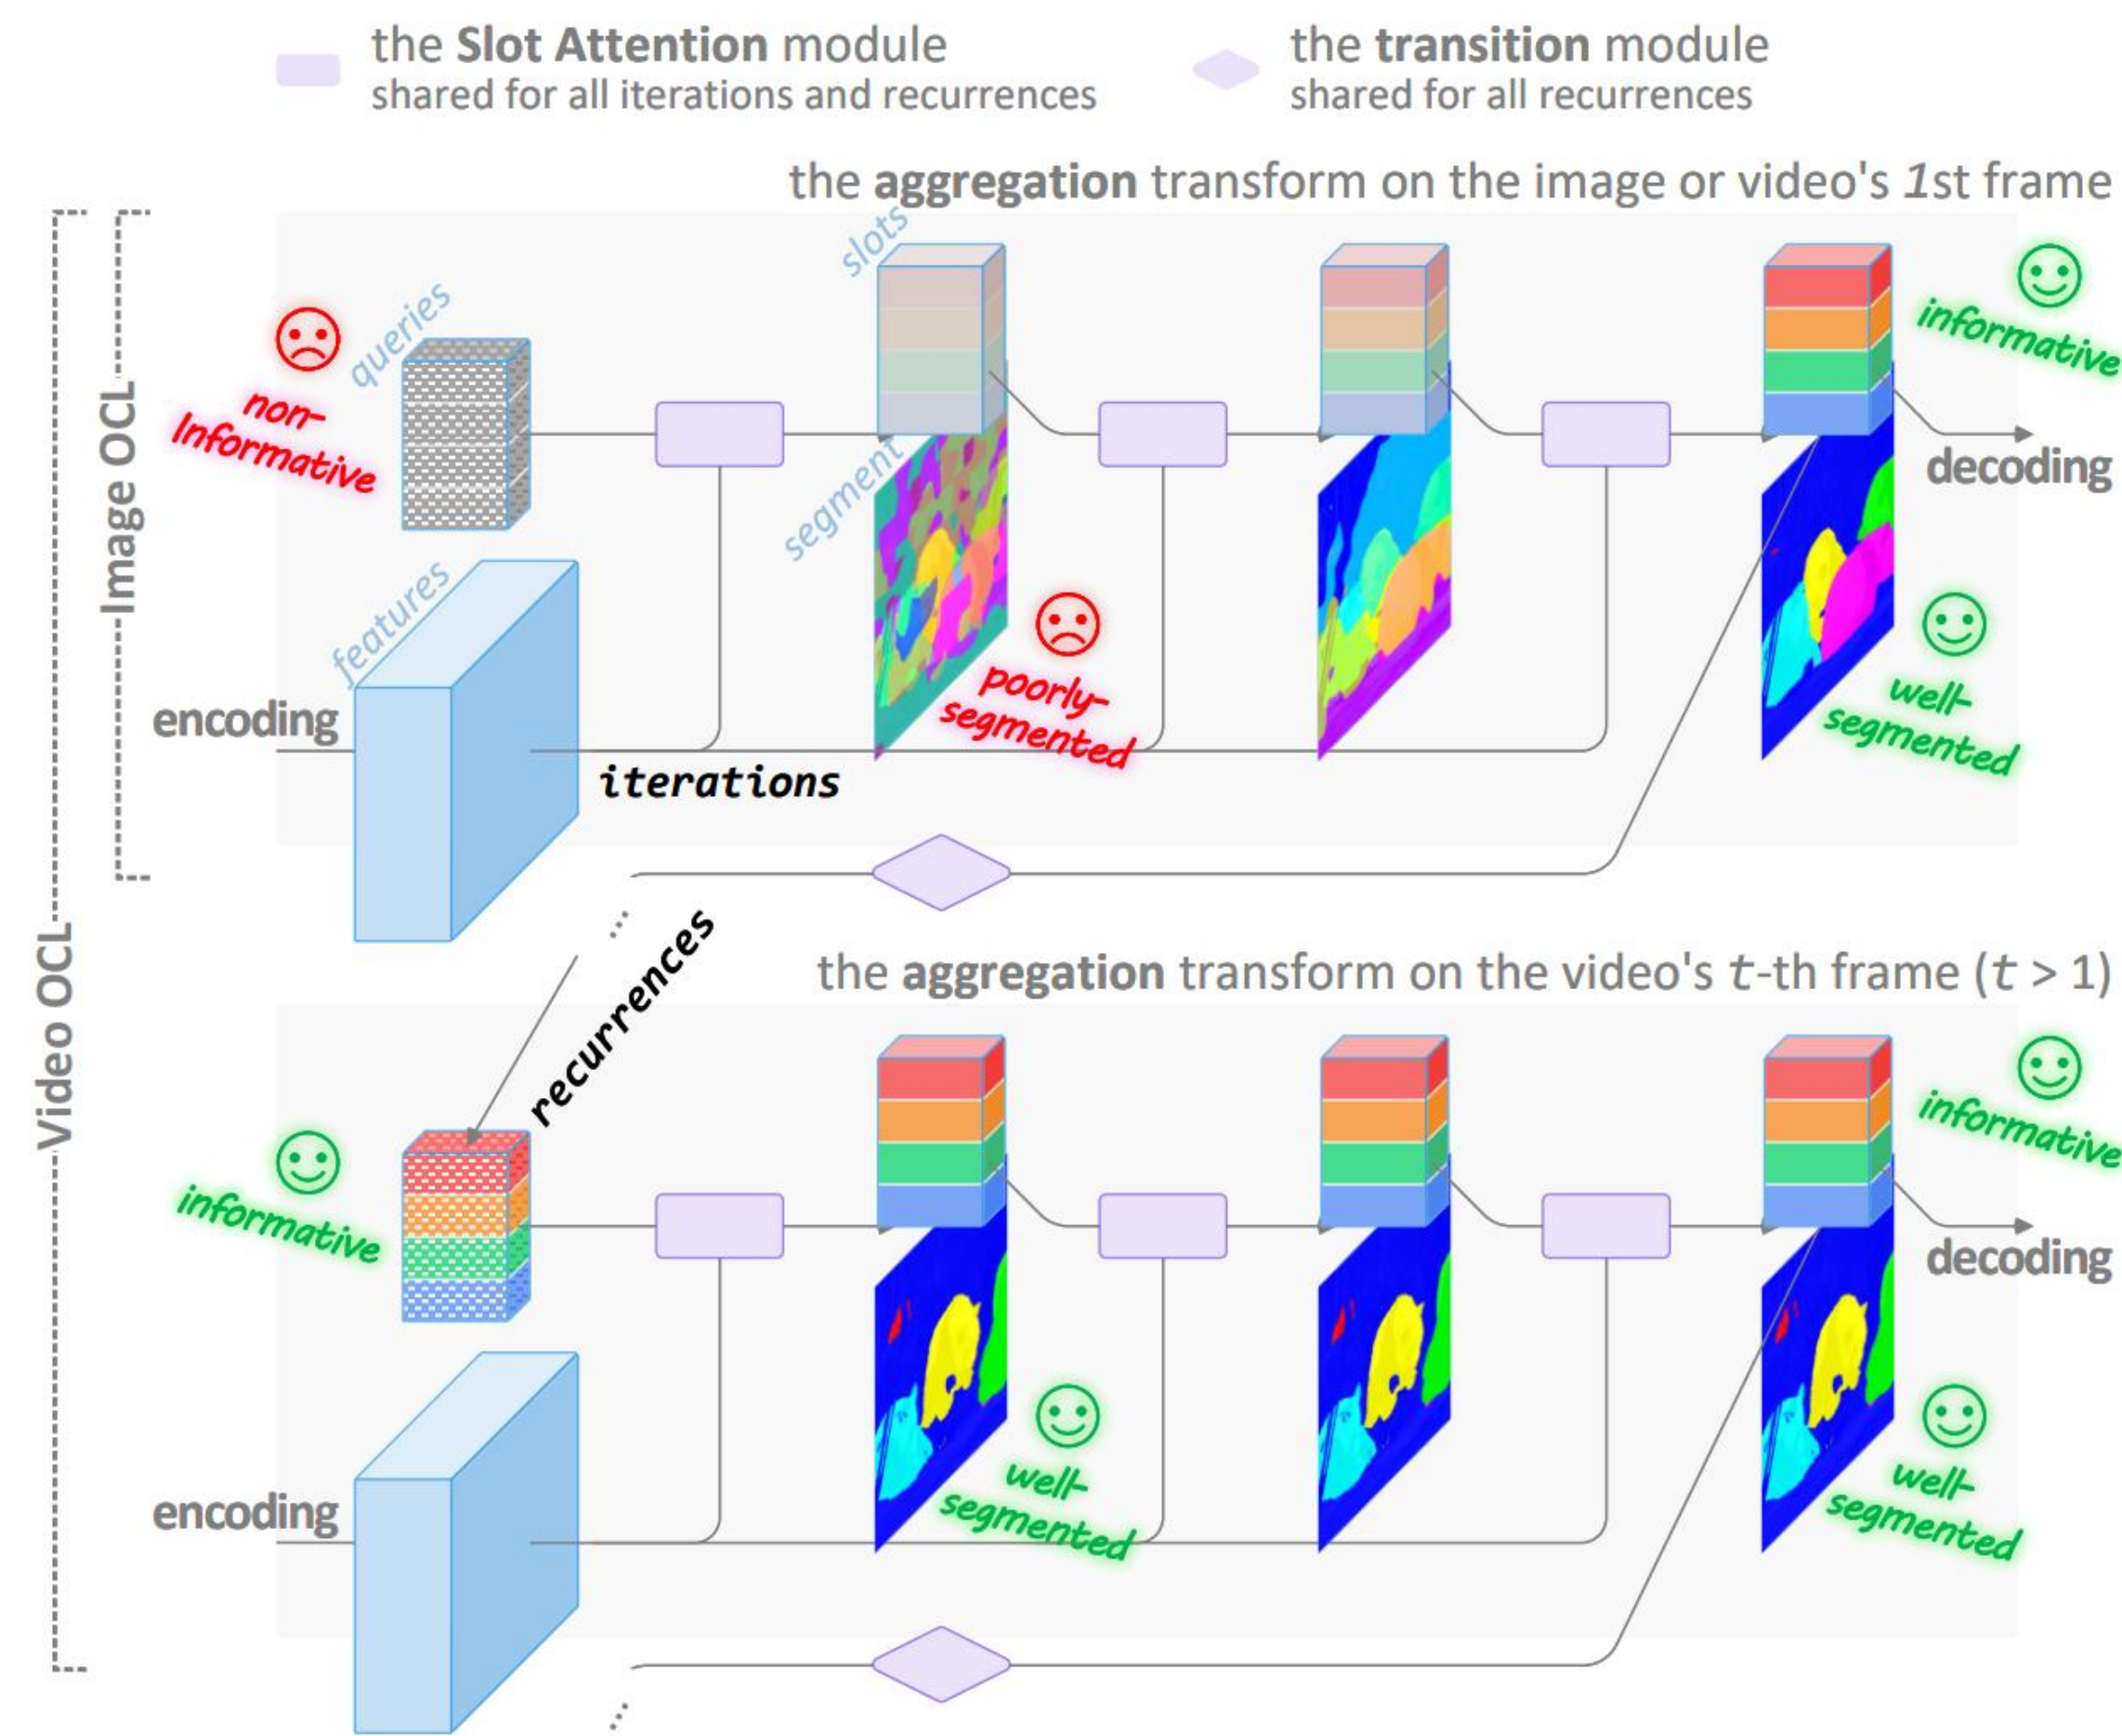 the Slot Attention module
shared for all iterations and recurrences
the transition module
shared for all recurrences
the aggregation transform on the image or video's 1st frame
Video OCL
Image OCL
non-
Informative
queries
slots
segment
informative
decoding
features
encoding
iterations
poorly-
segmented
well-
segmented
recurrences
the aggregation transform on the video's t-th frame (t > 1)
informative
informative
decoding
encoding
well-
segmented
well-
segmented